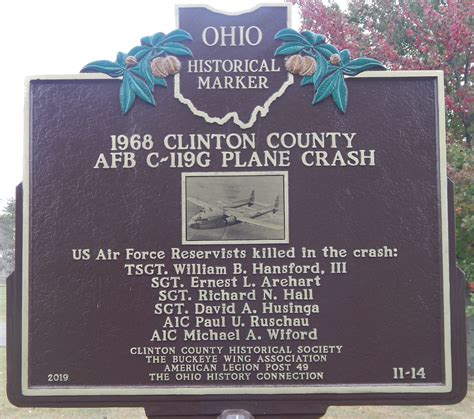 OHIO
HISTORICAL
MARKER
1968 CLINTON COUNTY
AFB C-119G PLANE CRASH
US Air Force Reservists killed in the crash:
TSGT. William B. Hansford, III
SGT. Ernest L. Arehart
SGT. Richard N. Hall
SGT. David A. Husinga
A1C Paul U. Ruschau
A1C Michael A. Wiford
CLINTON COUNTY HISTORICAL SOCIETY
THE BUCKEYE WING ASSOCIATION
AMERICAN LEGION POST 49
2019 THE OHIO HISTORY CONNECTION 11-14